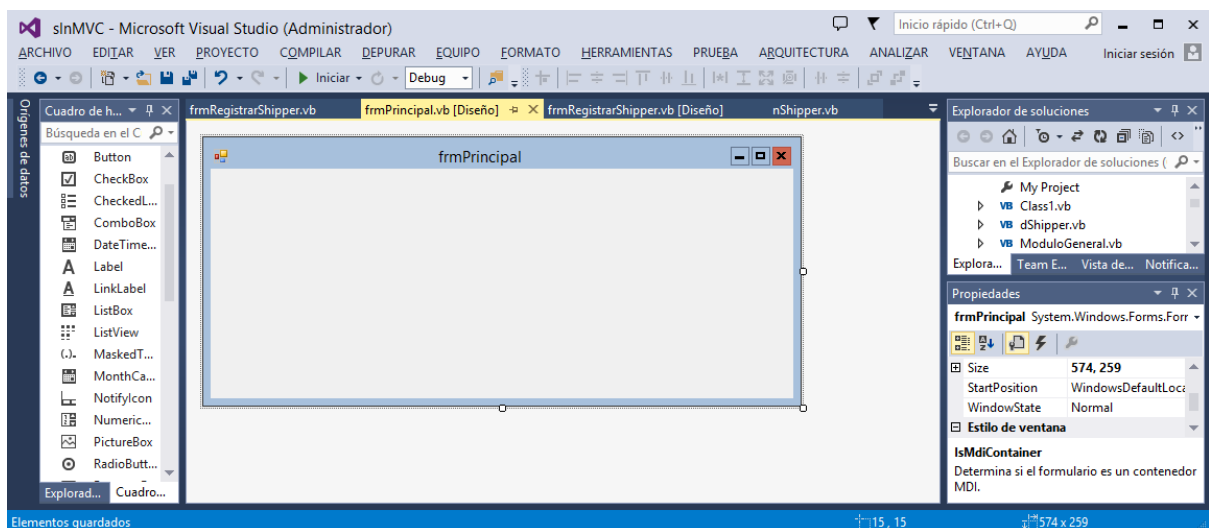 slnMVC - Microsoft Visual Studio (Administrador)
Inicio rápido (Ctrl+Q)
ARCHIVO EDITAR VER PROYECTO COMPILAR DEPURAR EQUIPO FORMATO HERRAMIENTAS PRUEBA ARQUITECTURA ANALIZAR VENTANA AYUDA Iniciar sesión
Iniciar Debug
Orígenes de datos
Cuadro de h...
Búsqueda en el C
Button
CheckBox
CheckedL...
ComboBox
DateTime...
Label
LinkLabel
ListBox
ListView
MaskedT...
MonthCa...
NotifyIcon
Numeric...
PictureBox
RadioButt...
Explorad... Cuadro...
frmRegistrarShipper.vb frmPrincipal.vb [Diseño] frmRegistrarShipper.vb [Diseño] nShipper.vb
frmPrincipal
Explorador de soluciones
Buscar en el Explorador de soluciones (
My Project
VB Class1.vb
VB dShipper.vb
VB ModuloGeneral.vb
Explora... Team E... Vista de... Notifica...
Propiedades
frmPrincipal System.Windows.Forms.Forr
Size 574, 259
StartPosition WindowsDefaultLoca
WindowState Normal
Estilo de ventana
IsMdiContainer
Determina si el formulario es un contenedor
MDI.
Elementos guardados 15 , 15 574 x 259